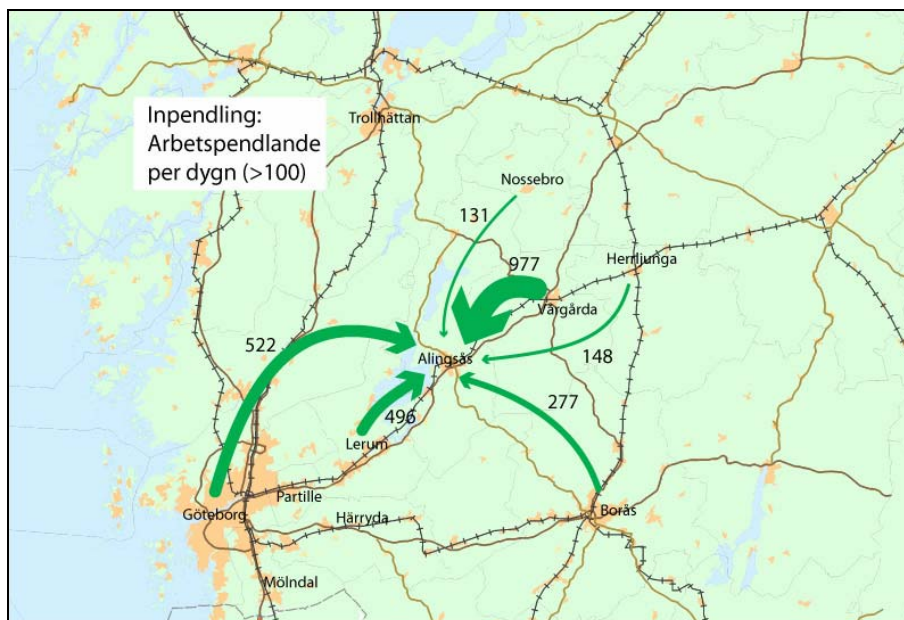 Inpendling:
Arbetspendlande
per dygn (>100)
Trollhättan
Nossebro
131
977
Herrljunga
Vårgårda
522
Alingsås
148
496
277
Lerum
Partille
Göteborg
Härryda
Borås
Mölndal